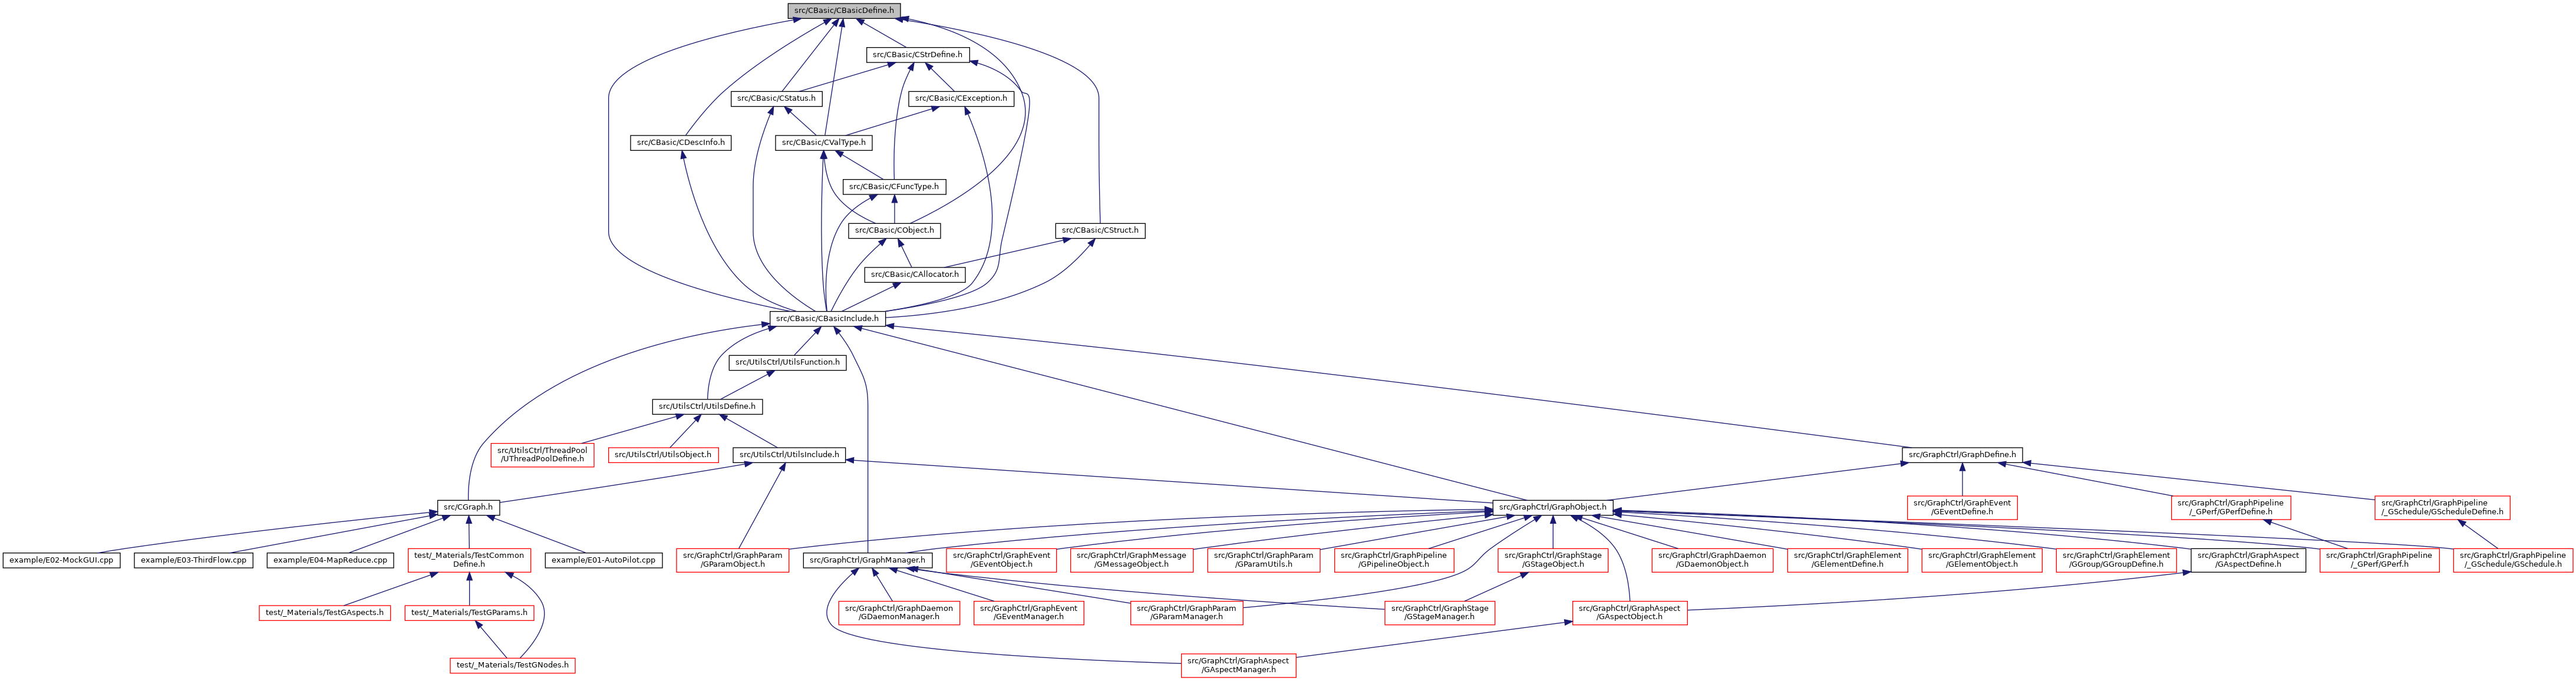 src/CBasic/CBasicDefine.h
src/CBasic/CStrDefine.h
src/CBasic/CStatus.h
src/CBasic/CException.h
src/CBasic/CDescInfo.h
src/CBasic/CValType.h
src/CBasic/CFuncType.h
src/CBasic/CObject.h
src/CBasic/CStruct.h
src/CBasic/CAllocator.h
src/CBasic/CBasicInclude.h
src/UtilsCtrl/UtilsFunction.h
src/UtilsCtrl/UtilsDefine.h
src/UtilsCtrl/ThreadPool
/UThreadPoolDefine.h
src/UtilsCtrl/UtilsObject.h
src/UtilsCtrl/UtilsInclude.h
src/GraphCtrl/GraphDefine.h
src/CGraph.h
src/GraphCtrl/GraphObject.h
src/GraphCtrl/GraphEvent
/GEventDefine.h
src/GraphCtrl/GraphPipeline
/_GPerf/GPerfDefine.h
src/GraphCtrl/GraphPipeline
/_GSchedule/GScheduleDefine.h
example/E02-MockGUI.cpp
example/E03-ThirdFlow.cpp
example/E04-MapReduce.cpp
test/_Materials/TestCommon
Define.h
example/E01-AutoPilot.cpp
src/GraphCtrl/GraphParam
/GParamObject.h
src/GraphCtrl/GraphManager.h
src/GraphCtrl/GraphEvent
/GEventObject.h
src/GraphCtrl/GraphMessage
/GMessageObject.h
src/GraphCtrl/GraphParam
/GParamUtils.h
src/GraphCtrl/GraphPipeline
/GPipelineObject.h
src/GraphCtrl/GraphStage
/GStageObject.h
src/GraphCtrl/GraphDaemon
/GDaemonObject.h
src/GraphCtrl/GraphElement
/GElementDefine.h
src/GraphCtrl/GraphElement
/GElementObject.h
src/GraphCtrl/GraphElement
/GGroup/GGroupDefine.h
src/GraphCtrl/GraphAspect
/GAspectDefine.h
src/GraphCtrl/GraphPipeline
/_GPerf/GPerf.h
src/GraphCtrl/GraphPipeline
/_GSchedule/GSchedule.h
test/_Materials/TestGAspects.h
test/_Materials/TestGParams.h
src/GraphCtrl/GraphDaemon
/GDaemonManager.h
src/GraphCtrl/GraphEvent
/GEventManager.h
src/GraphCtrl/GraphParam
/GParamManager.h
src/GraphCtrl/GraphStage
/GStageManager.h
src/GraphCtrl/GraphAspect
/GAspectObject.h
test/_Materials/TestGNodes.h
src/GraphCtrl/GraphAspect
/GAspectManager.h